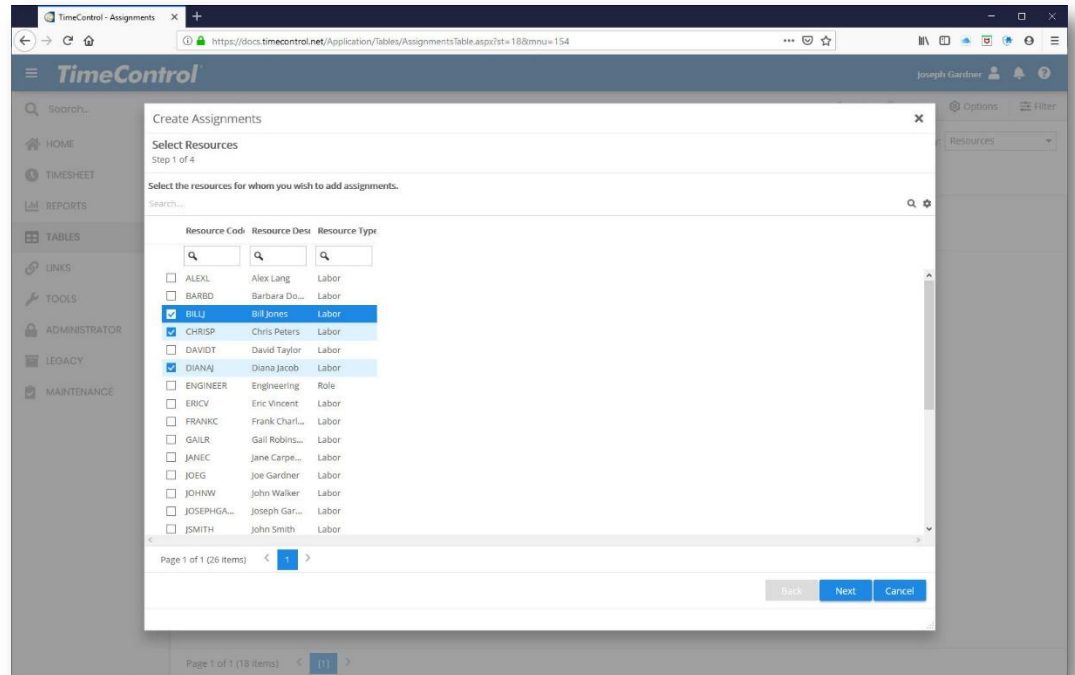 TimeControl - Assignments
https://docs.timecontrol.net/Application/Tables/AssignmentsTable.aspx?st=18&mnu=154
TimeControl
Joseph Gardner
Search...
Options
Filter
Create Assignments
HOME
Select Resources
Resources
Step 1 of 4
TIMESHEET
Select the resources for whom you wish to add assignments.
REPORTS
Search...
TABLES
Resource Code Resource Desc Resource Type
LINKS
ALEXL Alex Lang Labor
TOOLS
BARBD Barbara Do... Labor
BILLJ Bill Jones Labor
ADMINISTRATOR
CHRISP Chris Peters Labor
DAVIDT David Taylor Labor
LEGACY
DIANAJ Diana Jacob Labor
ENGINEER Engineering Role
MAINTENANCE
ERICV Eric Vincent Labor
FRANKC Frank Charl... Labor
GAILR Gail Robins... Labor
JANEC Jane Carpe... Labor
JOEG Joe Gardner Labor
JOHNW John Walker Labor
JOSEPHGA... Joseph Gar... Labor
JSMITH John Smith Labor
Page 1 of 1 (26 items) 1
Back Next Cancel
Page 1 of 1 (18 items) [1]